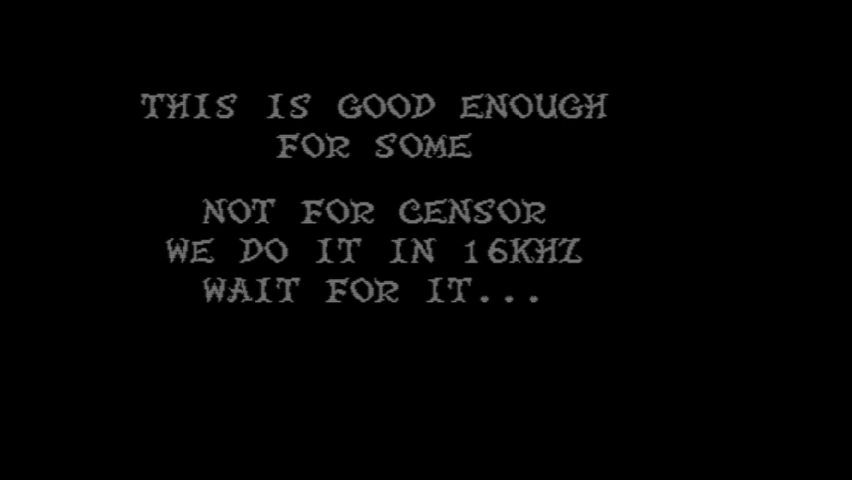 THIS IS GOOD ENOUGH
FOR SOME
NOT FOR CENSOR
WE DO IT IN 16KHZ
WAIT FOR IT...